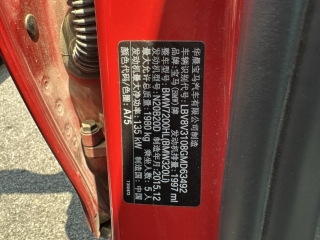 华晨宝马汽车有限公司制造
车辆识别代号: LBV8V3108GMD63492
品牌: 宝马 (BMW) 牌 发动机排量: 1997 ml
型号: BMW7200HL (BMW320Li)
发动机型号: N20B20D 制造年月: 2015.12
最大允许总质量: 1980 kg 乘坐人数: 5 人
发动机最大净功率: 135 kW 制造国: 中国
颜色代码/色单: A75